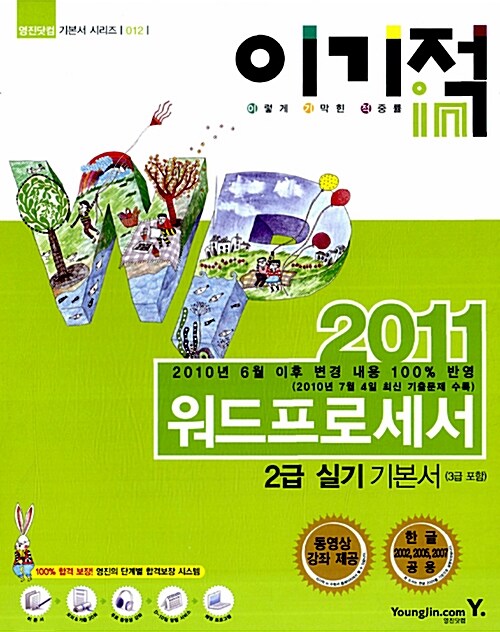 영진닷컴 기본서 시리즈 | 012 |
이기적
in
이렇게 기막힌 적중률
WP
2011
2010년 6월 이후 변경 내용 100% 반영
(2010년 7월 4일 최신 기출문제 수록)
워드프로세서
2급 실기 기본서 (3급 포함)
동영상
강좌 제공
한글
2002, 2005, 2007
공용
100% 합격 보장! 영진의 단계별 합격보장 시스템
YoungJin.com Y.
영진닷컴